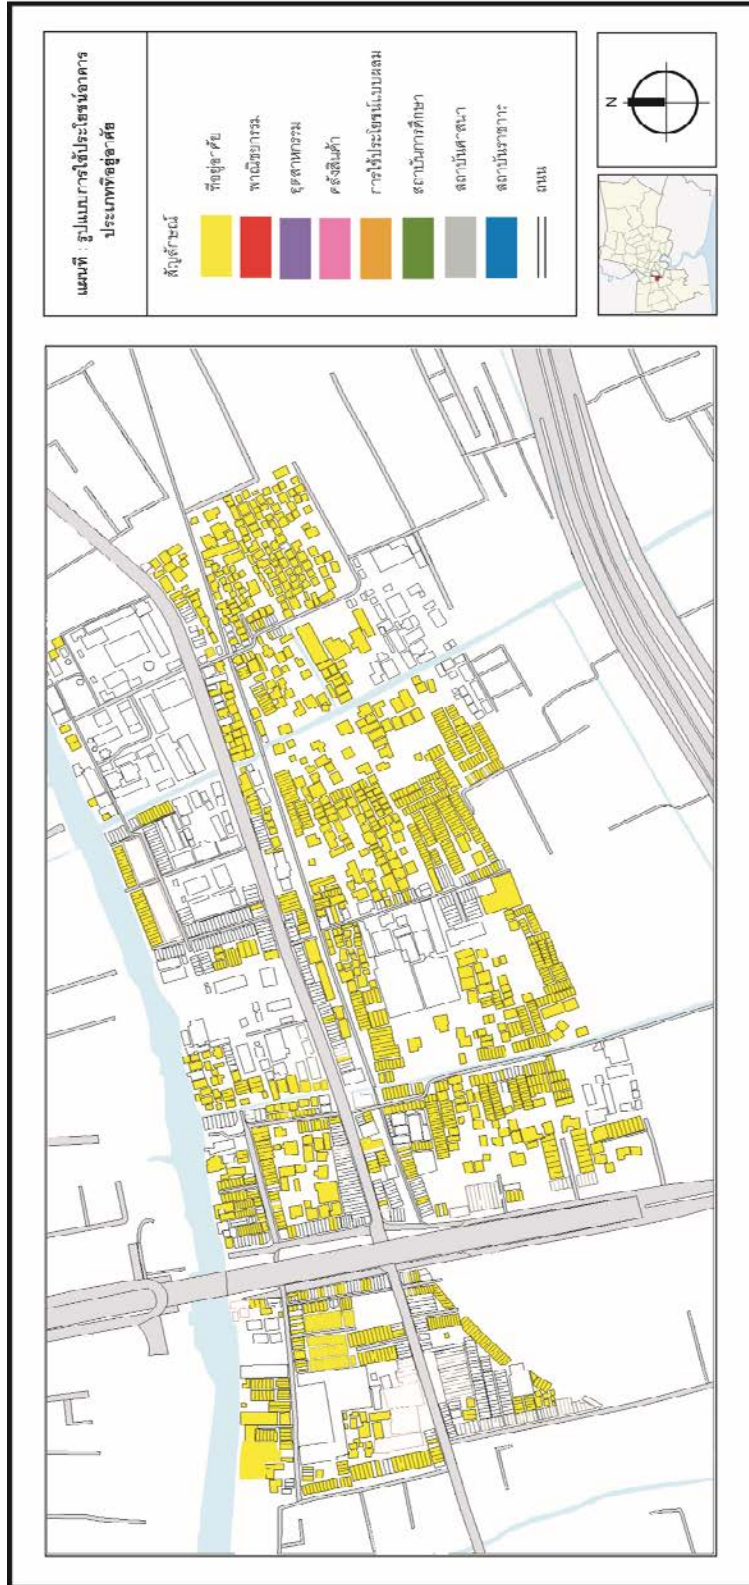 แผนที่ : รูปแบบการใช้ประโยชน์อาคาร
ประเภทที่อยู่อาศัย
สัญลักษณ์
ที่อยู่อาศัย
พาณิชยกรรม
อุตสาหกรรม
คลังสินค้า
การใช้ประโยชน์แบบผสม
สถาบันการศึกษา
สถาบันศาสนา
สถาบันราชการ
ถนน
N